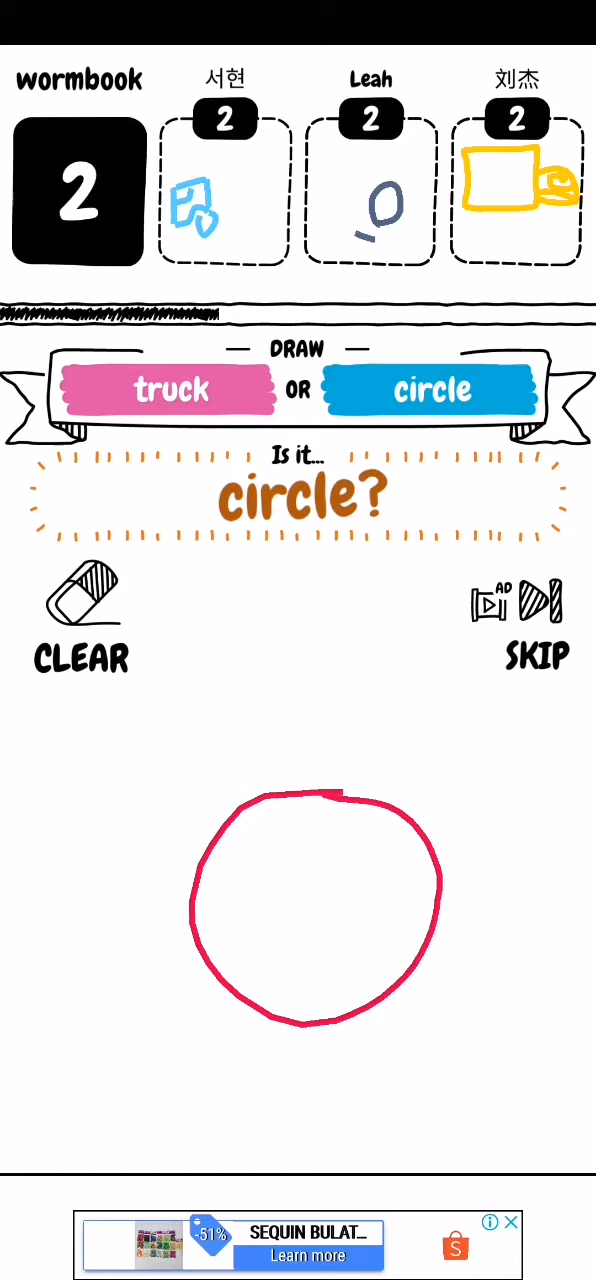 wormbook 서현 Leah 刘杰
2 2 2 2
DRAW
truck OR circle
Is it...
circle?
AD
CLEAR SKIP
-51% SEQUIN BULAT...
Learn more
S